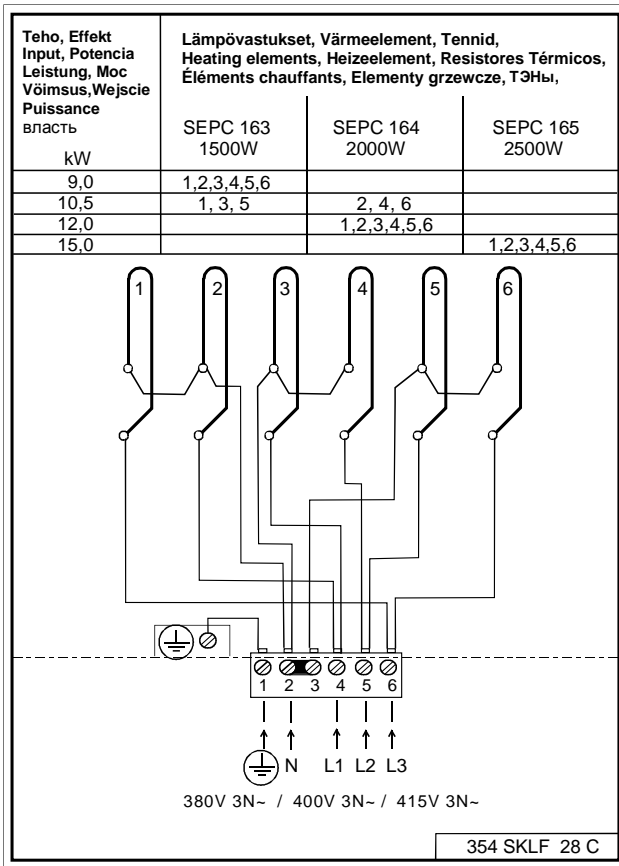 Teho, Effekt
Input, Potencia
Leistung, Moc
Vöimsus,Wejscie
Puissance
власть
kW
Lämpövastukset, Värmeelement, Tennid,
Heating elements, Heizeelement, Resistores Térmicos,
Éléments chauffants, Elementy grzewcze, ТЭНы,
SEPC 163
1500W
SEPC 164
2000W
SEPC 165
2500W
9,0 1,2,3,4,5,6
10,5 1, 3, 5 2, 4, 6
12,0 1,2,3,4,5,6
15,0 1,2,3,4,5,6
1 2 3 4 5 6
1 2 3 4 5 6
N L1 L2 L3
380V 3N~ / 400V 3N~ / 415V 3N~
354 SKLF 28 C